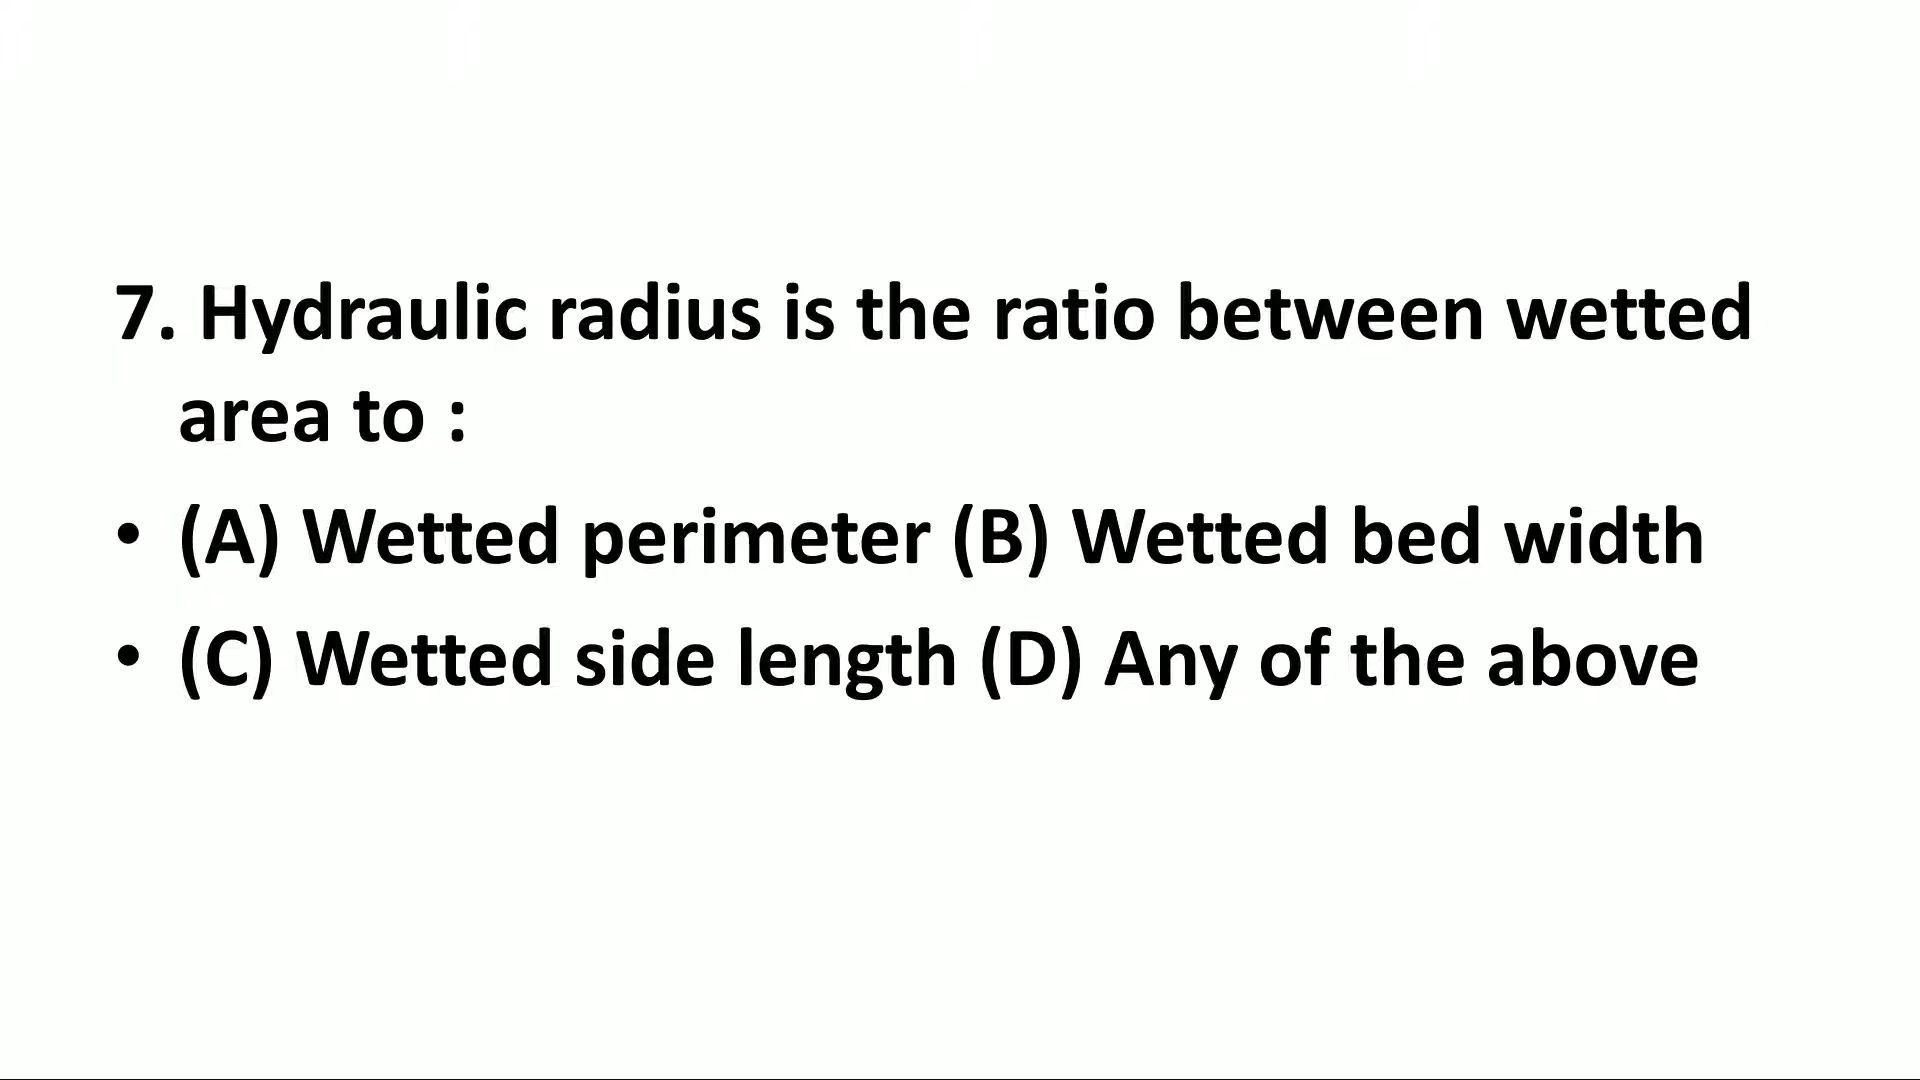 7. Hydraulic radius is the ratio between wetted
area to :
• (A) Wetted perimeter (B) Wetted bed width
• (C) Wetted side length (D) Any of the above